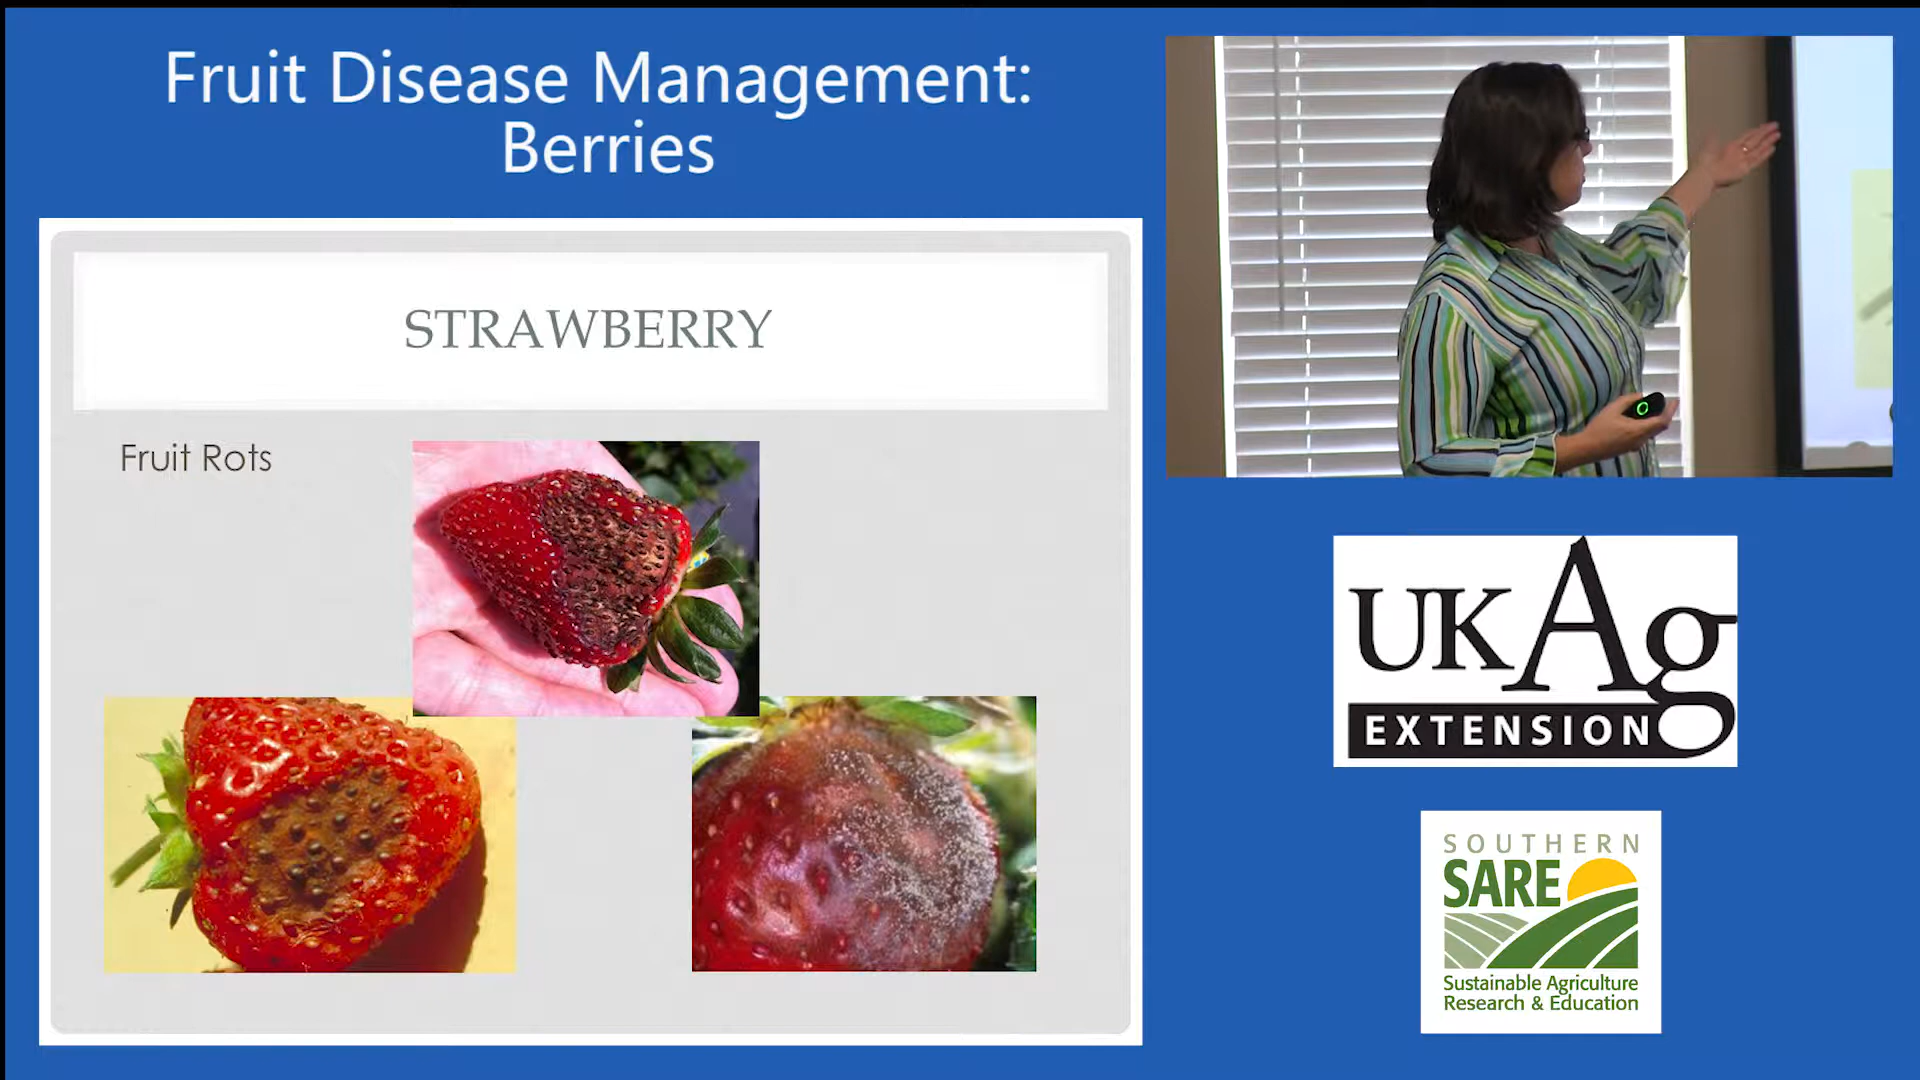 Fruit Disease Management:
Berries
STRAWBERRY
Fruit Rots
UKAg
EXTENSION
SOUTHERN
SARE
Sustainable Agriculture
Research & Education